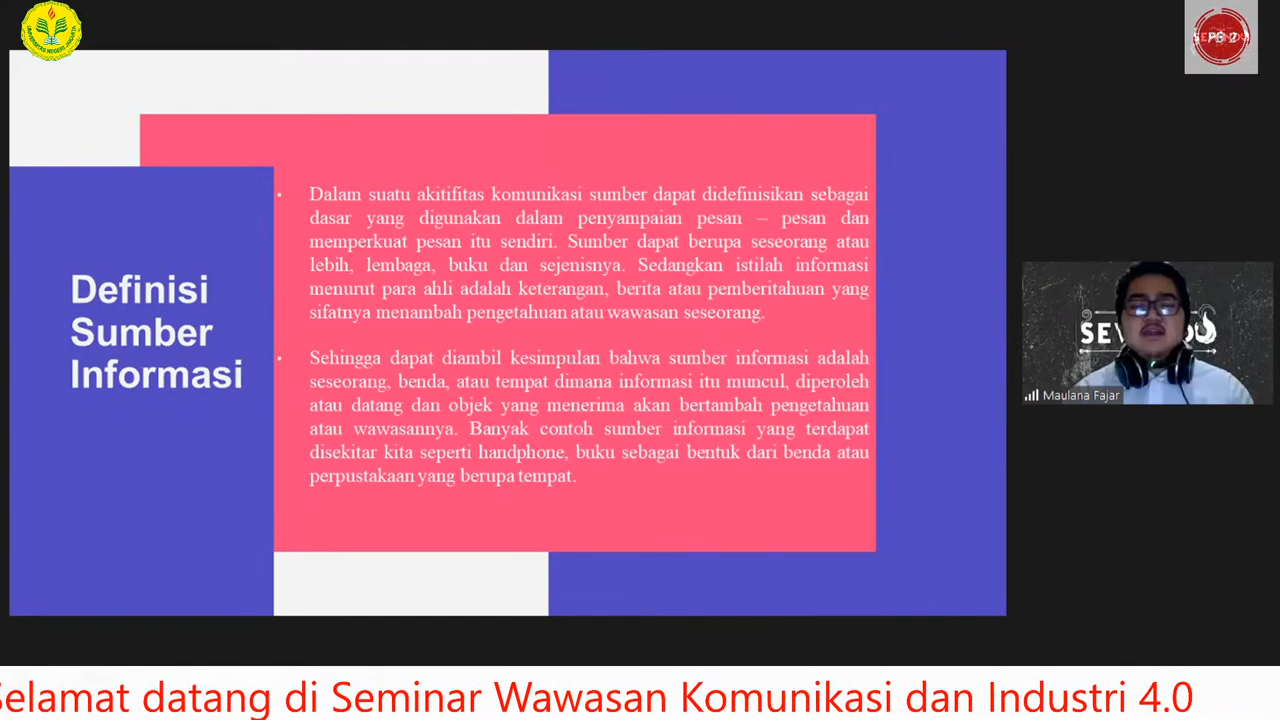 UNIVERSITAS NEGERI JAKARTA
Definisi
Sumber
Informasi
• Dalam suatu akitifitas komunikasi sumber dapat didefinisikan sebagai
dasar yang digunakan dalam penyampaian pesan – pesan dan
memperkuat pesan itu sendiri. Sumber dapat berupa seseorang atau
lebih, lembaga, buku dan sejenisnya. Sedangkan istilah informasi
menurut para ahli adalah keterangan, berita atau pemberitahuan yang
sifatnya menambah pengetahuan atau wawasan seseorang.
• Sehingga dapat diambil kesimpulan bahwa sumber informasi adalah
seseorang, benda, atau tempat dimana informasi itu muncul, diperoleh
atau datang dan objek yang menerima akan bertambah pengetahuan
atau wawasannya. Banyak contoh sumber informasi yang terdapat
disekitar kita seperti handphone, buku sebagai bentuk dari benda atau
perpustakaan yang berupa tempat.
Maulana Fajar
Selamat datang di Seminar Wawasan Komunikasi dan Industri 4.0